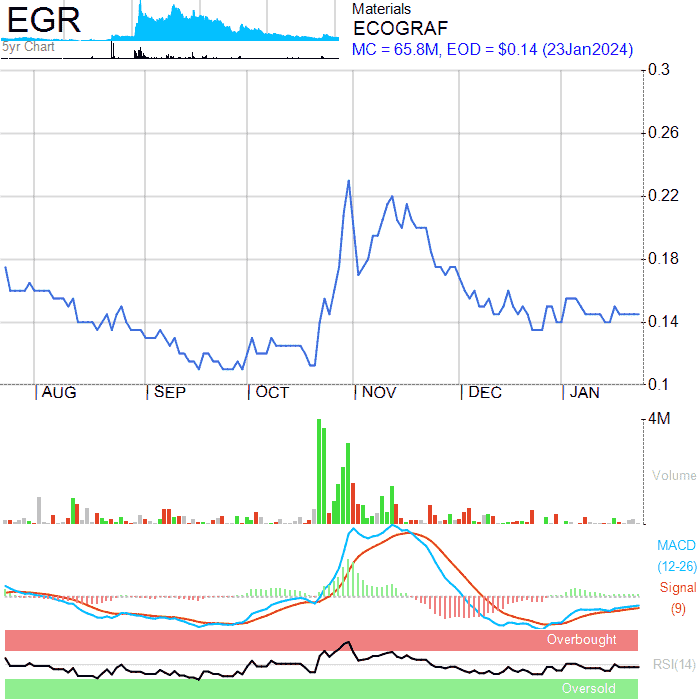 EGR
5yr Chart
Materials
ECOGRAF
MC = 65.8M, EOD = $0.14 (23Jan2024)
0.3
0.26
0.22
0.18
0.14
0.1
AUG SEP OCT NOV DEC JAN
4M
Volume
MACD
(12-26)
Signal
(9)
Overbought
RSI(14)
Oversold